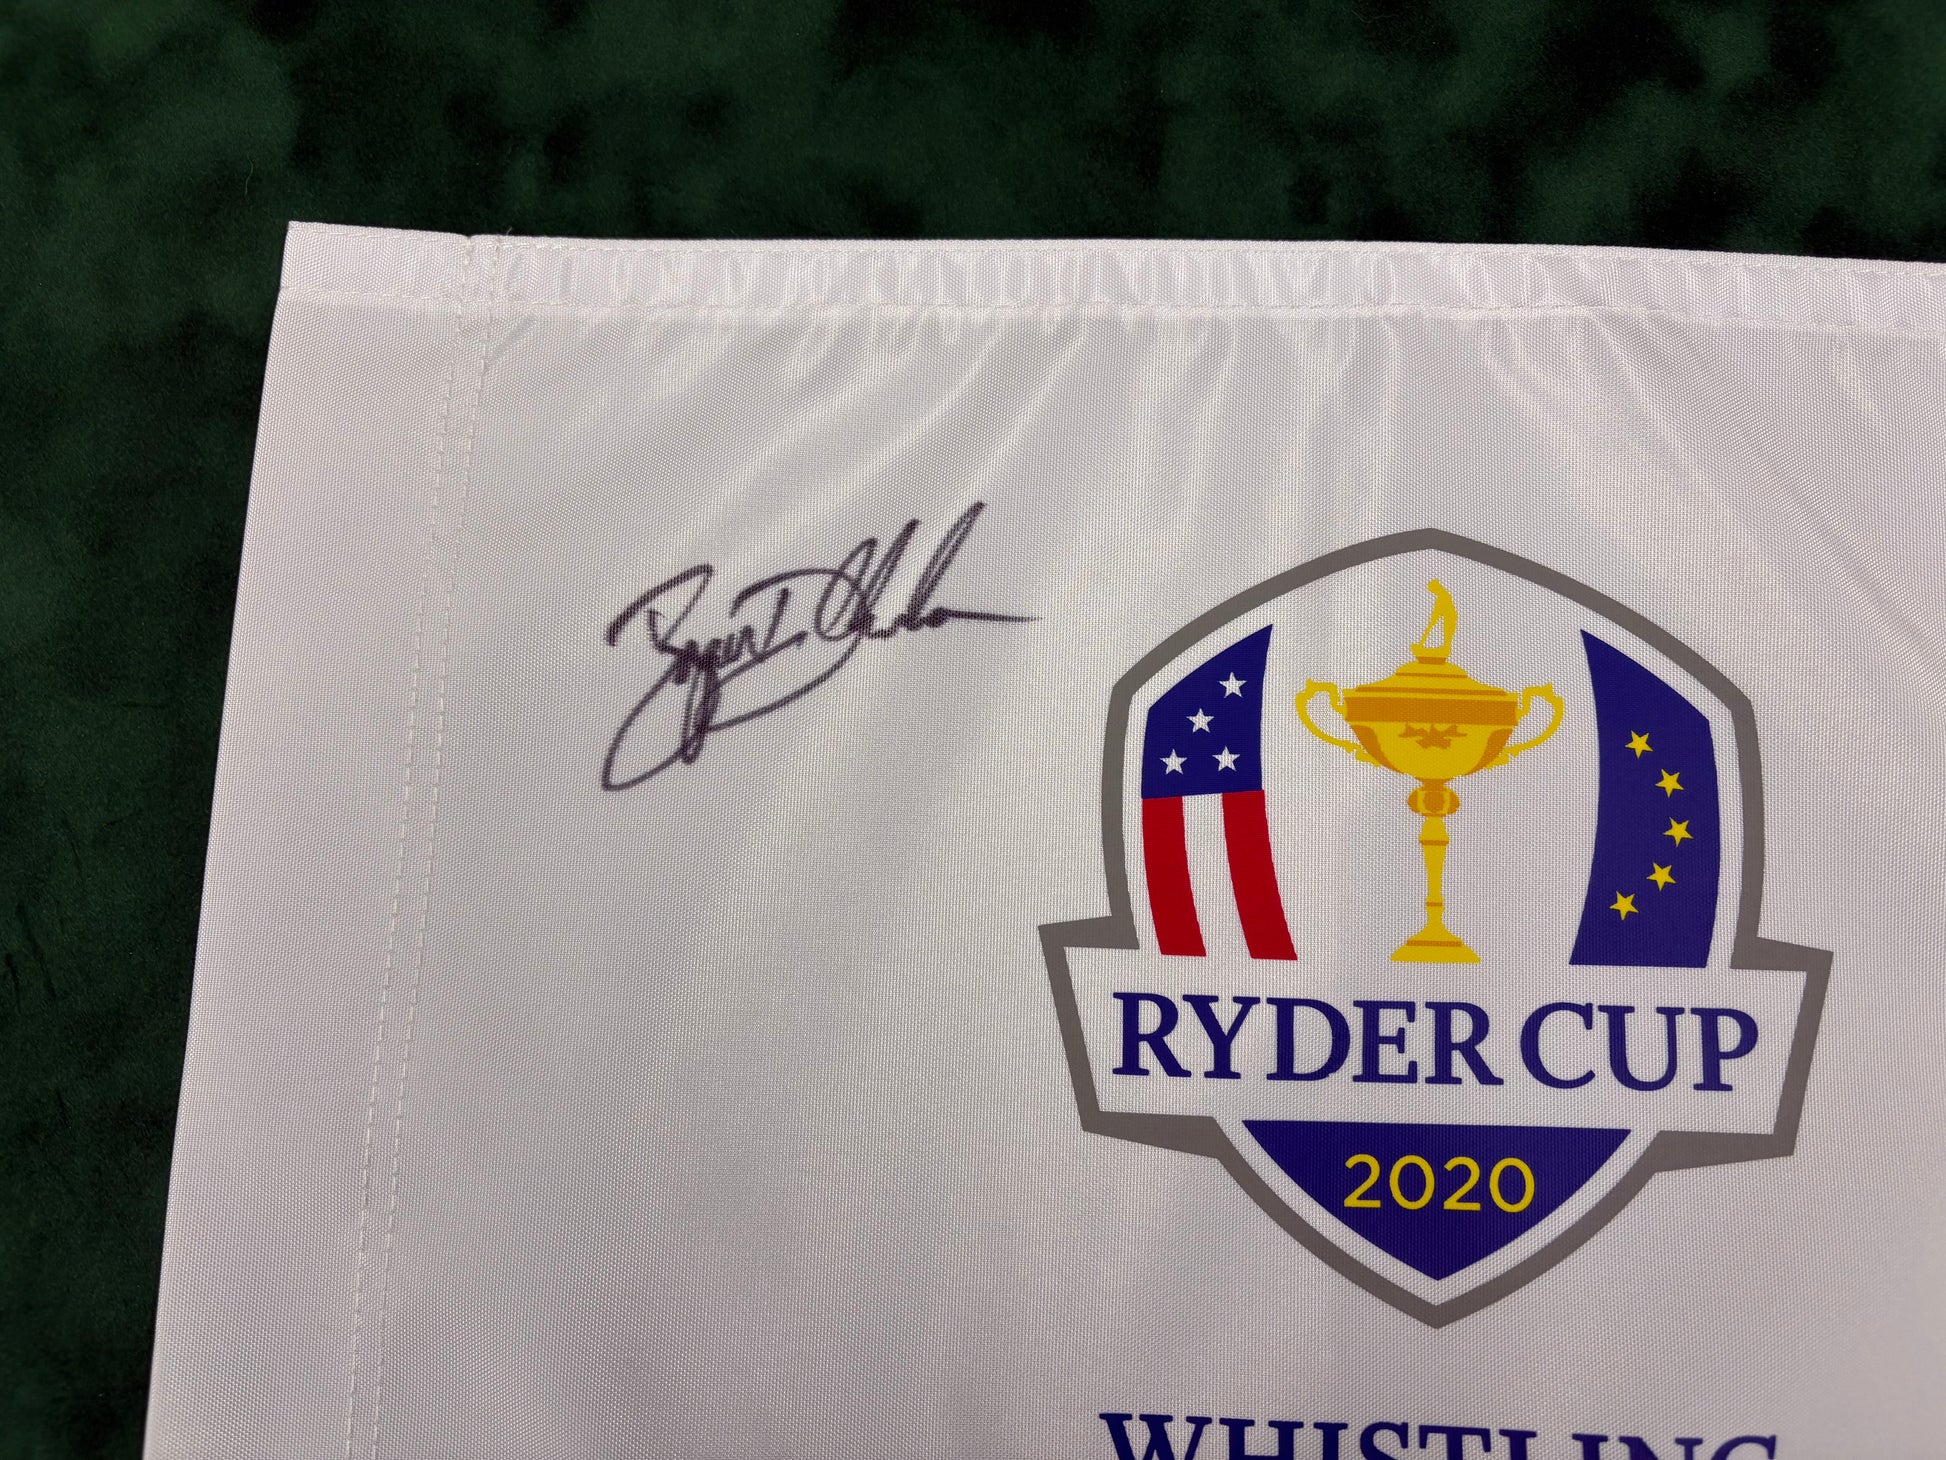 RYDER CUP
2020
WHISTLING